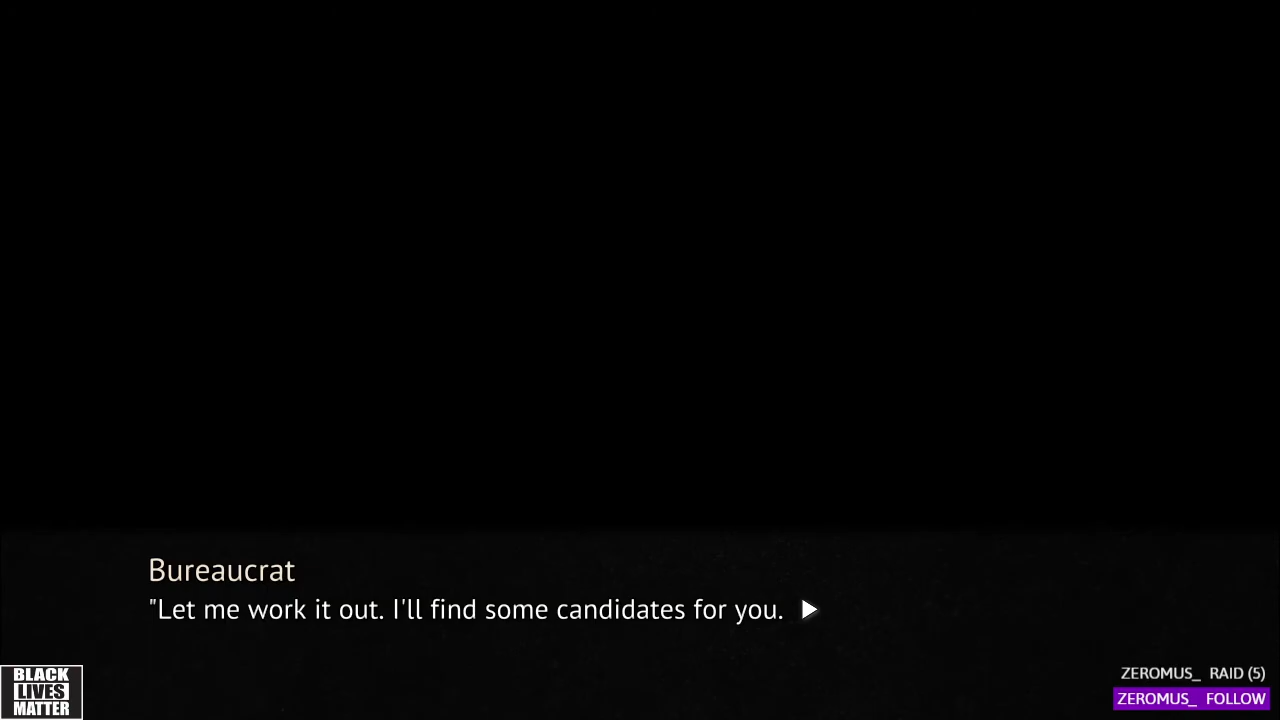 Bureaucrat
"Let me work it out. I'll find some candidates for you.
BLACK
LIVES
MATTER
ZEROMUS_ RAID (5)
ZEROMUS_ FOLLOW